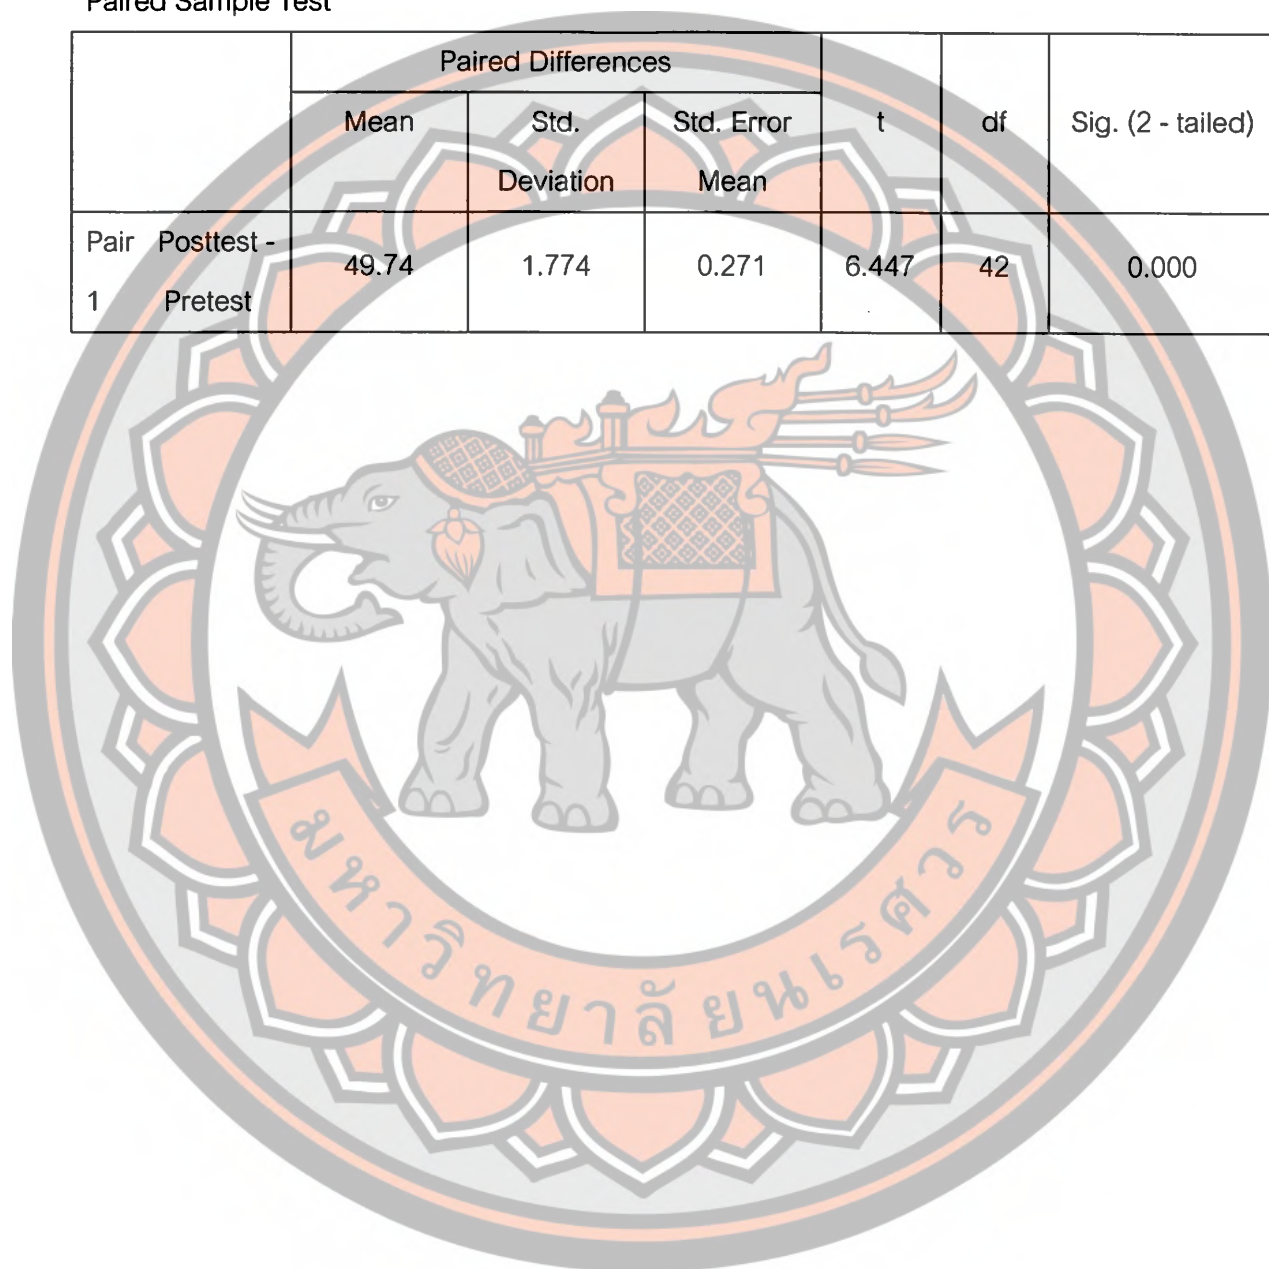 Paired Sample Test
Paired Differences
Mean Std. Deviation Std. Error Mean t df Sig. (2 - tailed)
Pair 1 Posttest - Pretest 49.74 1.774 0.271 6.447 42 0.000
มหาวิทยาลัยนเรศวร